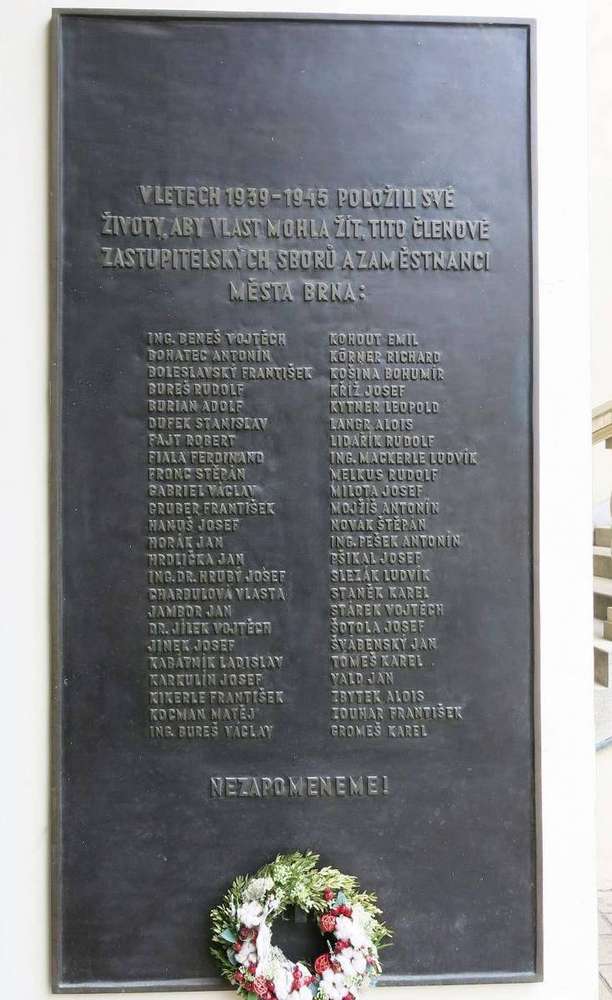 V LETECH 1939-1945 POLOŽILI SVÉ
ŽIVOTY, ABY VLAST MOHLA ŽÍT, TITO ČLENOVÉ
ZASTUPITELSKÝCH SBORŮ A ZAMĚSTNANCI
MĚSTA BRNA:
ING. BENEŠ VOJTĚCH
BOHATEC ANTONÍN
BOLESLAVSKÝ FRANTIŠEK
BUREŠ RUDOLF
BURIAN ADOLF
DUFEK STANISLAV
FAJT ROBERT
FIALA FERDINAND
FRONC ŠTĚPÁN
GABRIEL VÁCLAV
GRUBER FRANTIŠEK
HANUŠ JOSEF
HORÁK JAN
HRDLIČKA JAN
ING. DR. HRUBÝ JOSEF
CHARBULOVÁ VLASTA
JAMBOR JAN
DR. JÍLEK VOJTĚCH
JÍNEK JOSEF
KABÁTNÍK LADISLAV
KARKULÍN JOSEF
KIKERLE FRANTIŠEK
KOCMAN MATĚJ
ING. BUREŠ VÁCLAV
KOHOUT EMIL
KÖRNER RICHARD
KOŠINA BOHUMÍR
KŘÍŽ JOSEF
KYTNER LEOPOLD
LANGR ALOIS
LIDAŘÍK RUDOLF
ING. MACKERLE LUDVÍK
MELKUS RUDOLF
MILOTA JOSEF
MOJŽÍŠ ANTONÍN
NOVÁK ŠTĚPÁN
ING. PEŠEK ANTONÍN
PŠIKAL JOSEF
SLEZÁK LUDVÍK
STANĚK KAREL
STÁREK VOJTĚCH
ŠOTOLA JOSEF
ŠVÁBENSKÝ JAN
TOMEŠ KAREL
VALD JAN
ZBYTEK ALOIS
ZOUHAR FRANTIŠEK
GROMEŠ KAREL
NEZAPOMENEME!